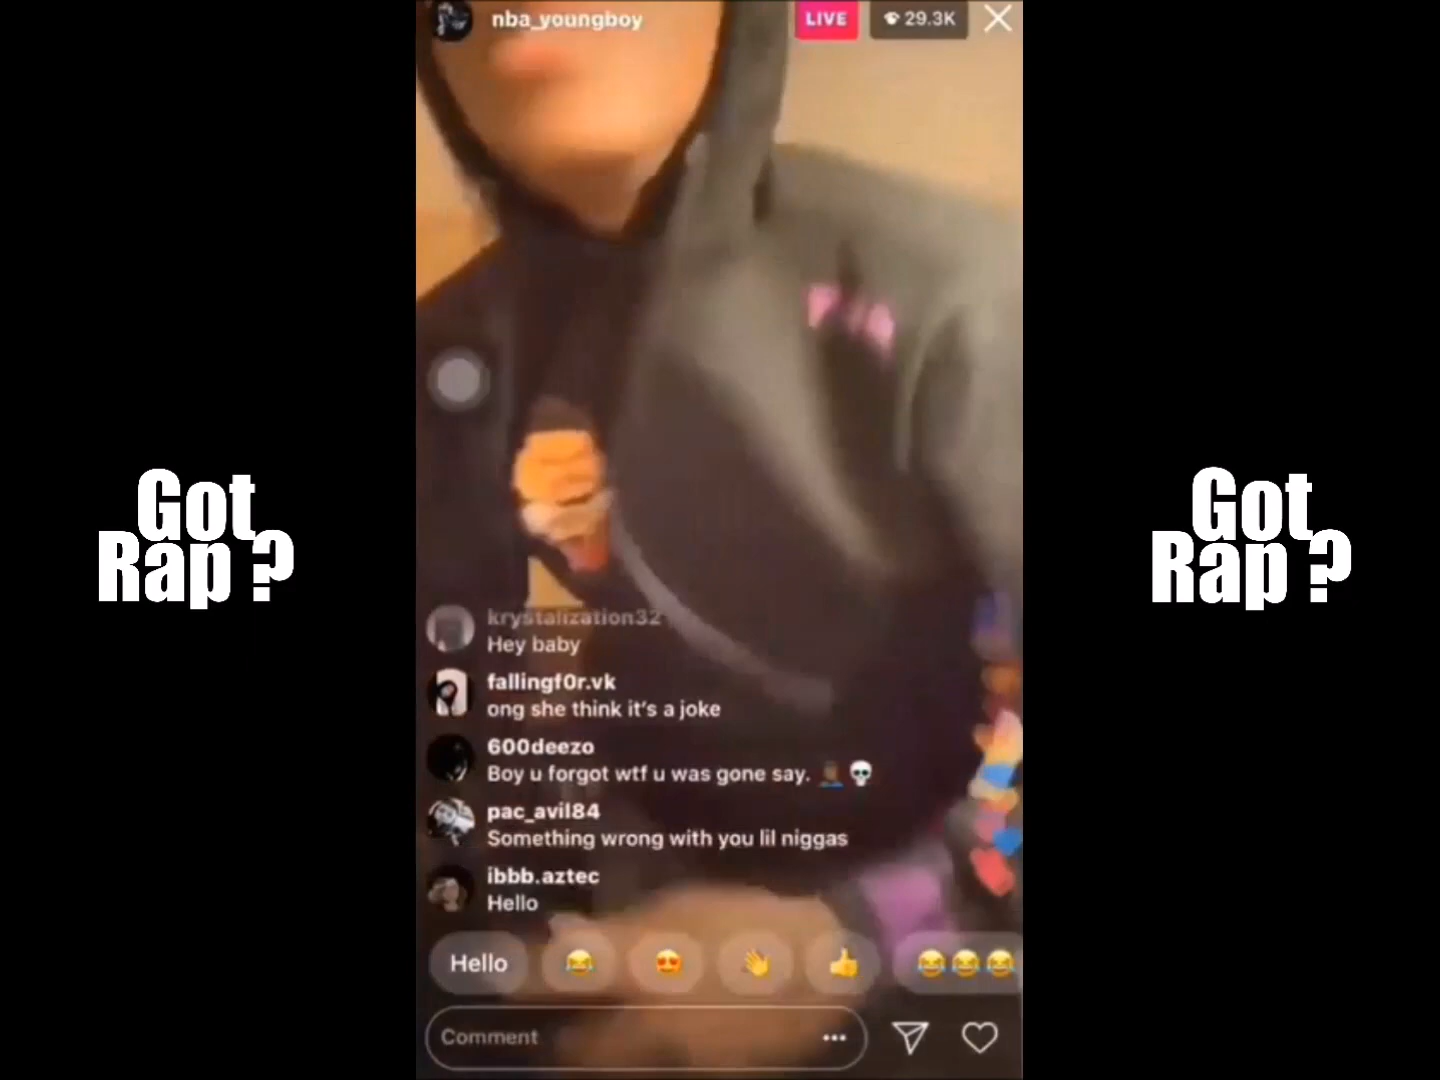 nba_youngboy
LIVE
29.3K
Got
Rap ?
Got
Rap ?
krystalization32
Hey baby
fallingf0r.vk
ong she think it's a joke
600deezo
Boy u forgot wtf u was gone say. 🤦🏾‍♂️💀
pac_avil84
Something wrong with you lil niggas
ibbb.aztec
Hello
Hello 😂 😍 👋 👍 😂😂😂
Comment